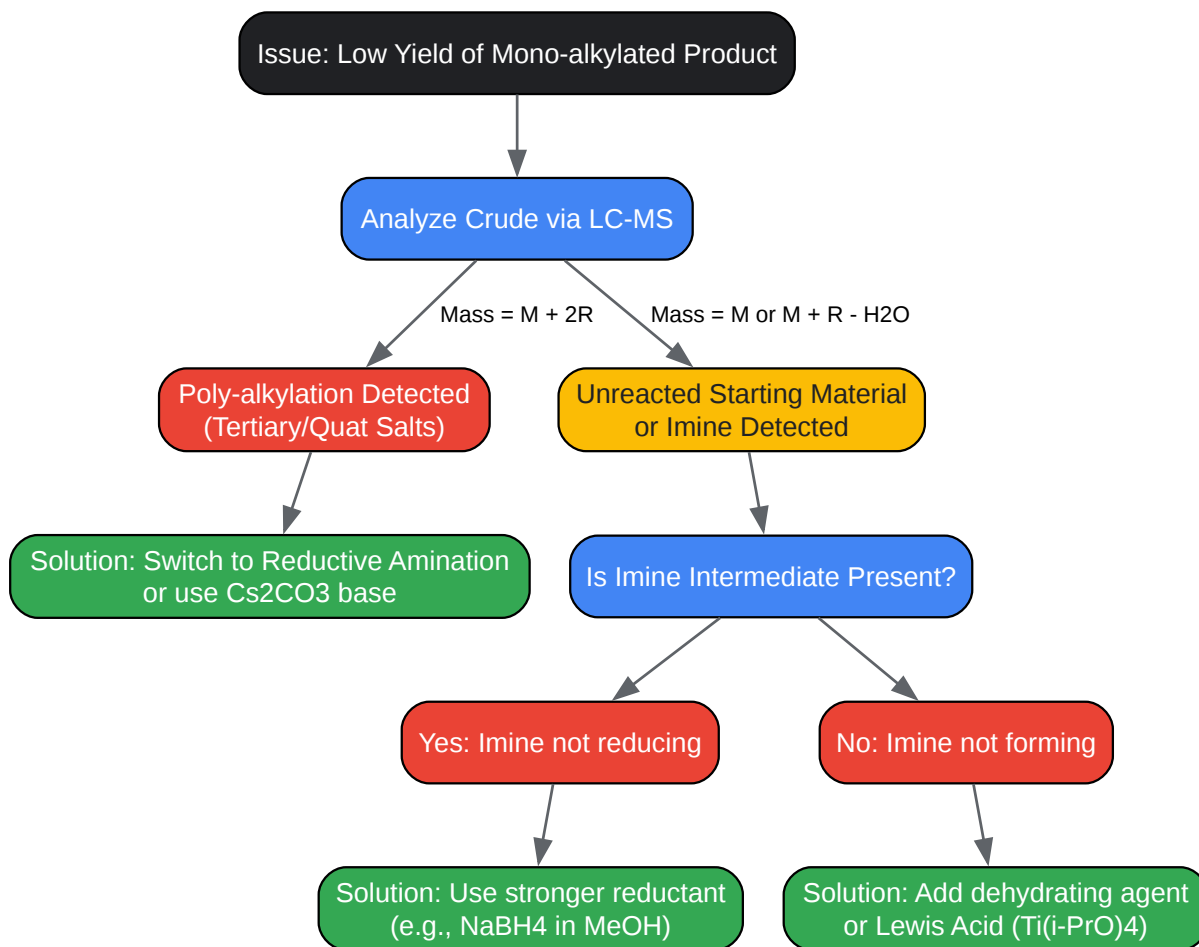 Issue: Low Yield of Mono-alkylated Product
Analyze Crude via LC-MS
Mass = M + 2R
Mass = M or M + R - H2O
Poly-alkylation Detected
(Tertiary/Quat Salts)
Unreacted Starting Material
or Imine Detected
Solution: Switch to Reductive Amination
or use Cs2CO3 base
Is Imine Intermediate Present?
Yes: Imine not reducing
No: Imine not forming
Solution: Use stronger reductant
(e.g., NaBH4 in MeOH)
Solution: Add dehydrating agent
or Lewis Acid (Ti(i-PrO)4)